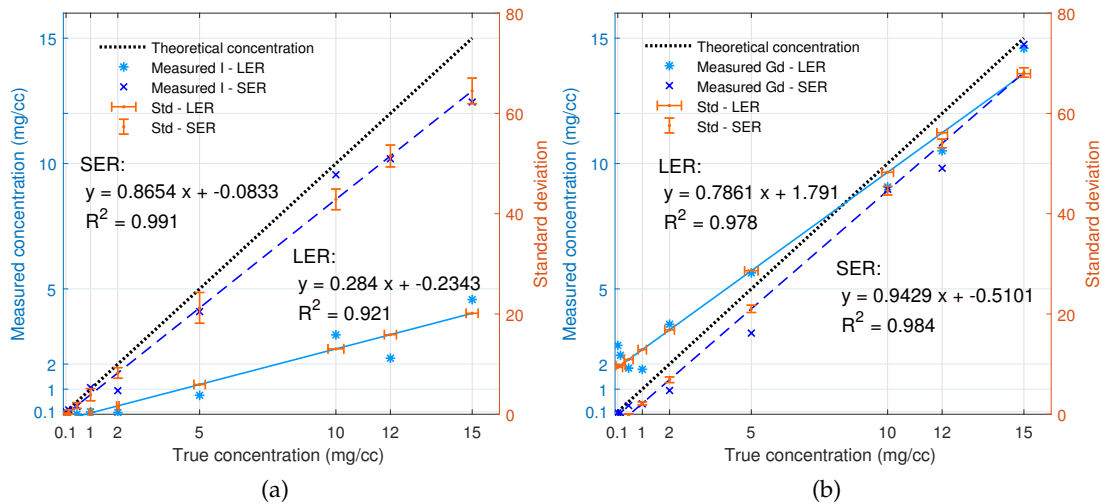 15
10
5
2
1
0.1
Measured concentration (mg/cc)
Theoretical concentration
Measured I - LER
Measured I - SER
Std - LER
Std - SER
SER:
y = 0.8654 x + -0.0833
R² = 0.991
LER:
y = 0.284 x + -0.2343
R² = 0.921
80
60
40
20
0
Standard deviation
0.1 1 2 5 10 12 15
True concentration (mg/cc)
(a)
15
10
5
2
1
0.1
Measured concentration (mg/cc)
Theoretical concentration
Measured Gd - LER
Measured Gd - SER
Std - LER
Std - SER
LER:
y = 0.7861 x + 1.791
R² = 0.978
SER:
y = 0.9429 x + -0.5101
R² = 0.984
80
60
40
20
0
Standard deviation
0.1 1 2 5 10 12 15
True concentration (mg/cc)
(b)